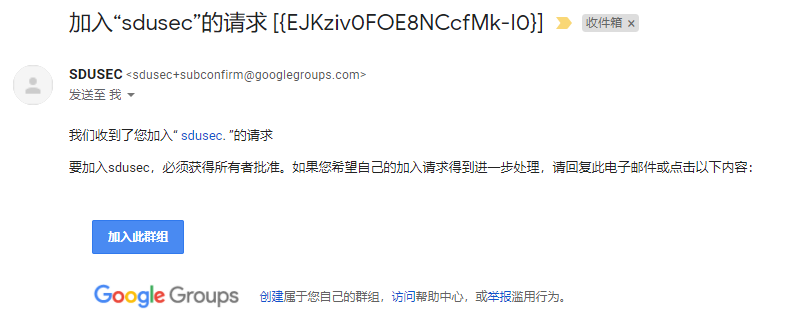 加入“sdusec”的请求 [{EJKziv0FOE8NCcfMk-l0}] 收件箱 ×
SDUSEC <sdusec+subconfirm@googlegroups.com>
发送至 我
我们收到了您加入“ sdusec. ”的请求
要加入sdusec，必须获得所有者批准。如果您希望自己的加入请求得到进一步处理，请回复此电子邮件或点击以下内容：
加入此群组
Google Groups 创建属于您自己的群组，访问帮助中心，或举报滥用行为。